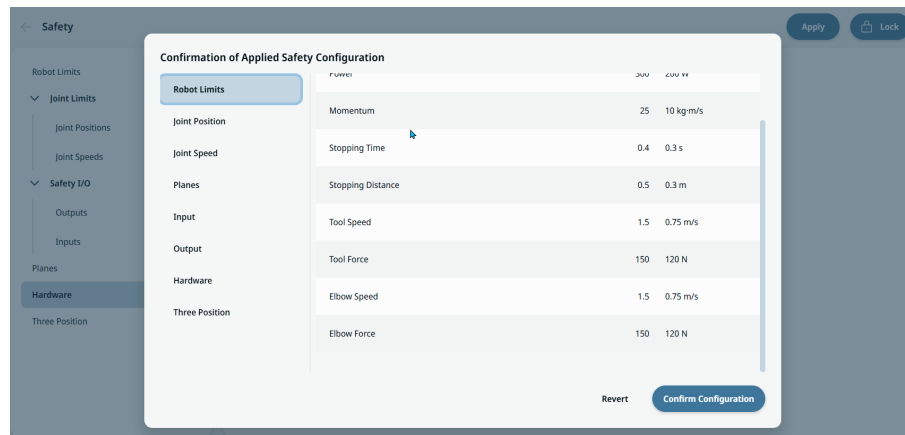 Safety
Apply
Lock
Robot Limits
Joint Limits
Joint Positions
Joint Speeds
Safety I/O
Outputs
Inputs
Planes
Hardware
Three Position
Confirmation of Applied Safety Configuration
Robot Limits
Joint Position
Joint Speed
Planes
Input
Output
Hardware
Three Position
Power 300 200 W
Momentum 25 10 kg·m/s
Stopping Time 0.4 0.3 s
Stopping Distance 0.5 0.3 m
Tool Speed 1.5 0.75 m/s
Tool Force 150 120 N
Elbow Speed 1.5 0.75 m/s
Elbow Force 150 120 N
Revert
Confirm Configuration